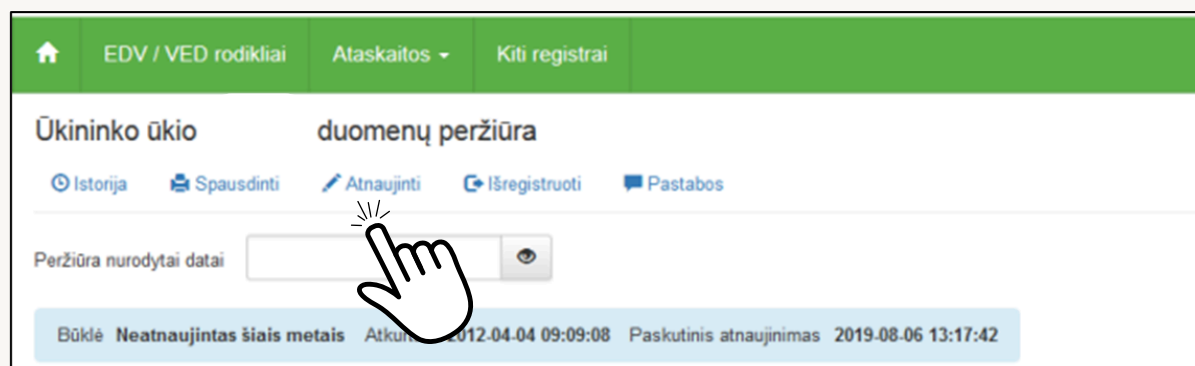 EDV / VED rodikliai Ataskaitos Kiti registrai
Ūkininko ūkio duomenų peržiūra
Istorija Spausdinti Atnaujinti Išregistruoti Pastabos
Peržiūra nurodytai datai
Būklė Neatnaujintas šiais metais 2012-04-04 09:09:08 Paskutinis atnaujinimas 2019-08-06 13:17:42